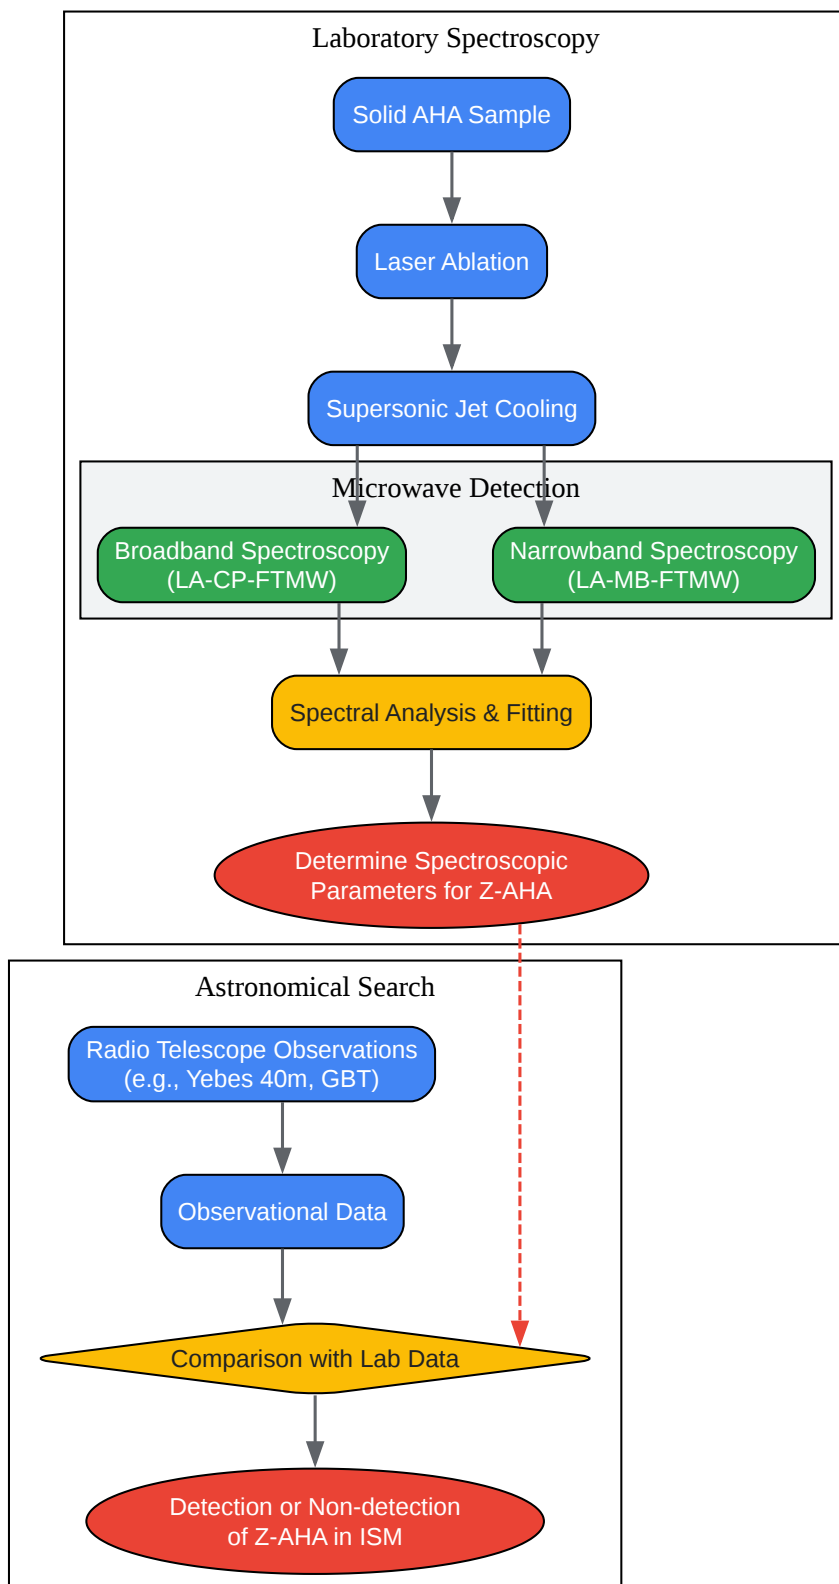 Laboratory Spectroscopy
Solid AHA Sample
Laser Ablation
Supersonic Jet Cooling
Microwave Detection
Broadband Spectroscopy
(LA-CP-FTMW)
Narrowband Spectroscopy
(LA-MB-FTMW)
Spectral Analysis & Fitting
Determine Spectroscopic
Parameters for Z-AHA
Astronomical Search
Radio Telescope Observations
(e.g., Yebes 40m, GBT)
Observational Data
Comparison with Lab Data
Detection or Non-detection
of Z-AHA in ISM